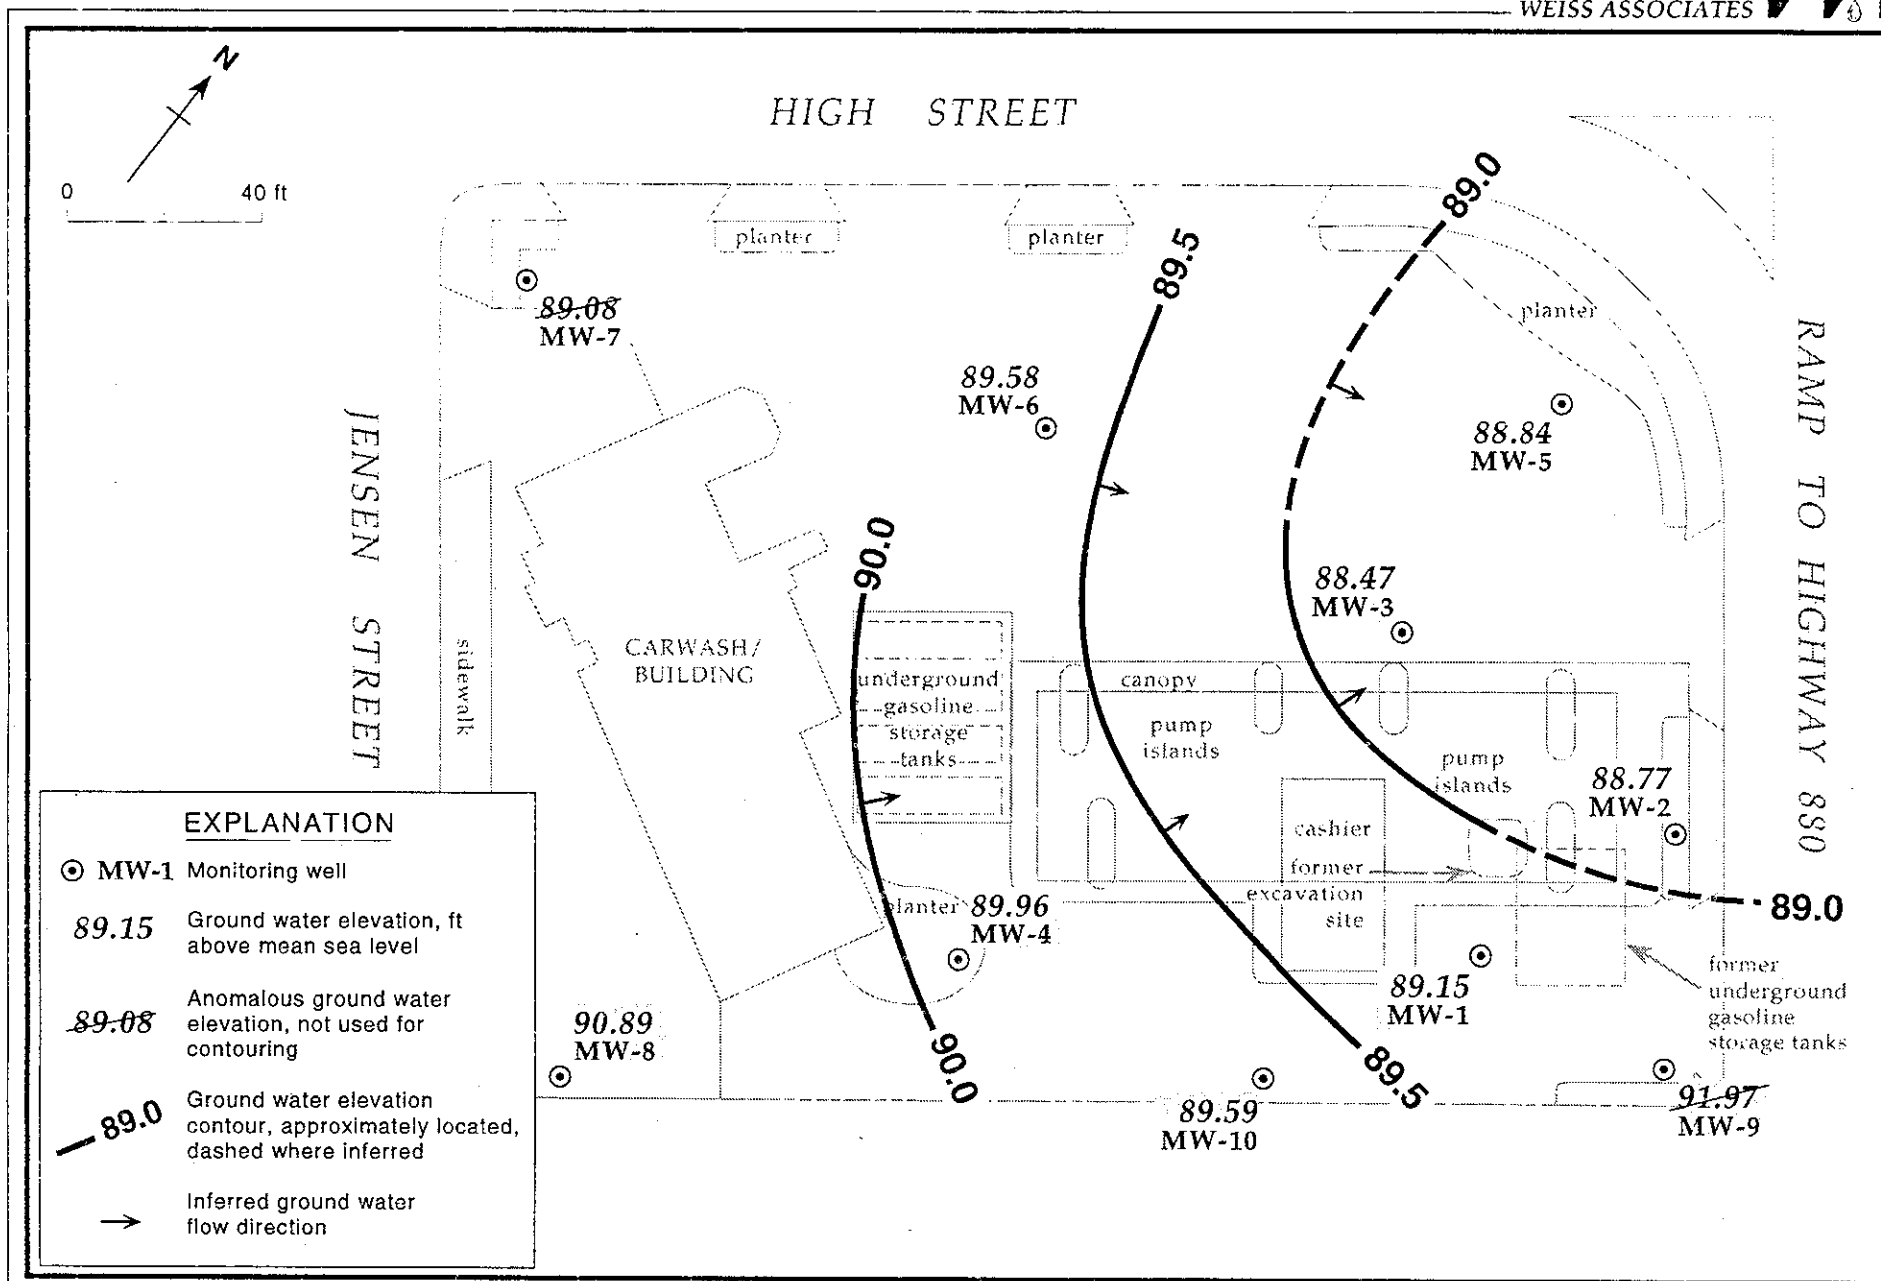 WEISS ASSOCIATES
N
0 40 ft
HIGH STREET
JENSEN STREET
RAMP TO HIGHWAY 880
planter
planter
planter
89.0
89.5
89.08
MW-7
89.58
MW-6
88.84
MW-5
90.0
88.47
MW-3
sidewalk
CARWASH/
BUILDING
underground
gasoline
storage
tanks
canopy
pump
islands
pump
islands
88.77
MW-2
cashier
former
excavation
site
planter
89.96
MW-4
89.0
89.15
MW-1
former
underground
gasoline
storage tanks
90.89
MW-8
90.0
89.5
89.59
MW-10
91.97
MW-9
EXPLANATION
MW-1 Monitoring well
89.15 Ground water elevation, ft
above mean sea level
89.08 Anomalous ground water
elevation, not used for
contouring
89.0 Ground water elevation
contour, approximately located,
dashed where inferred
Inferred ground water
flow direction